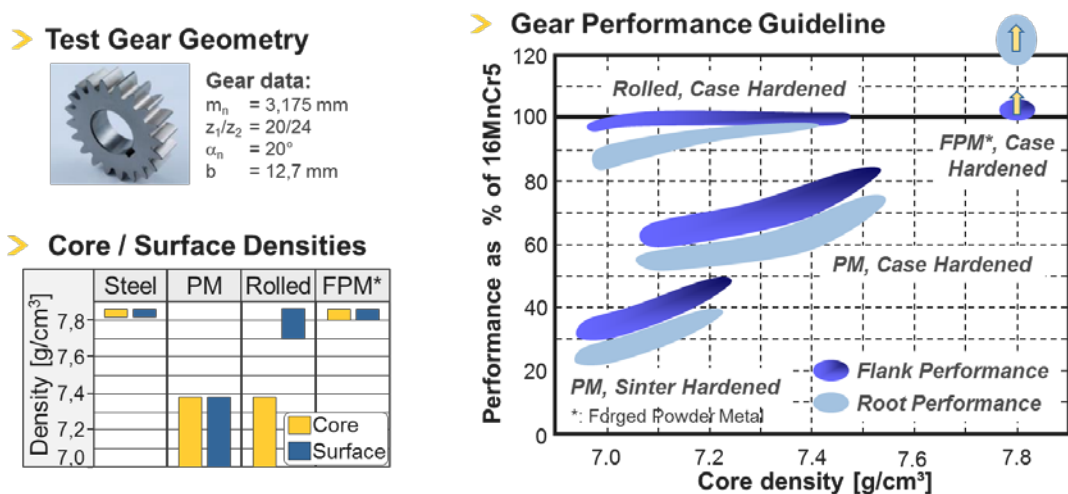 Test Gear Geometry
Gear data:
mn = 3,175 mm
z1/z2 = 20/24
αn = 20°
b = 12,7 mm
Core / Surface Densities
Steel PM Rolled FPM*
Density [g/cm³]
7,8
7,6
7,4
7,2
7,0
Core
Surface
Gear Performance Guideline
Performance as % of 16MnCr5
120
100
80
60
40
20
0
Rolled, Case Hardened
FPM*, Case
Hardened
PM, Case Hardened
PM, Sinter Hardened
Flank Performance
Root Performance
*: Forged Powder Metal
7.0 7.2 7.4 7.6 7.8
Core density [g/cm³]